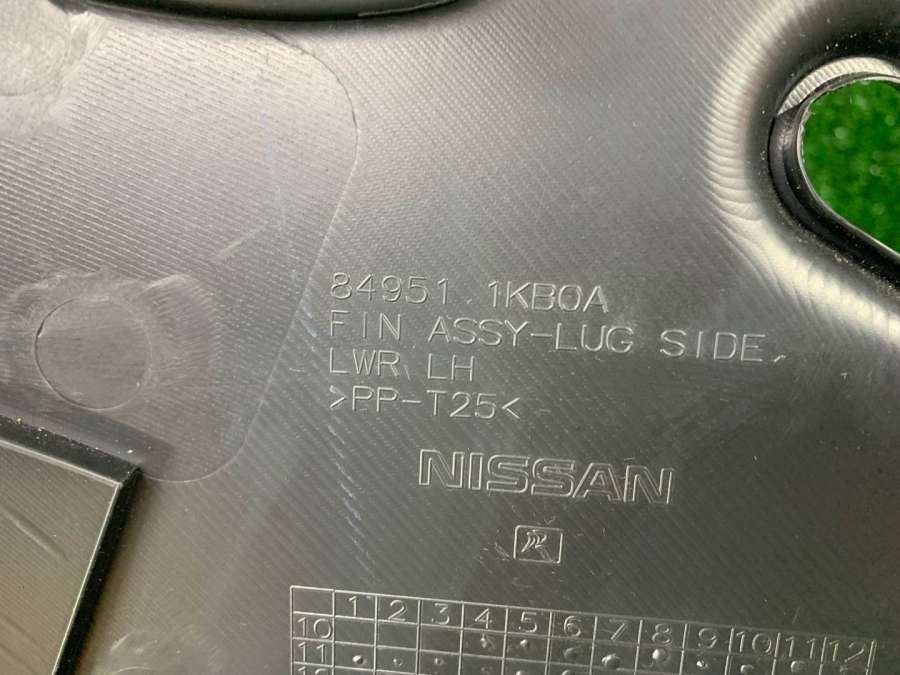 84951 1KB0A
FIN ASSY-LUG SIDE,
LWR LH
>PP-T25<
NISSAN
1 2 3 4 5 6 7 8 9 10 11 12
10
11